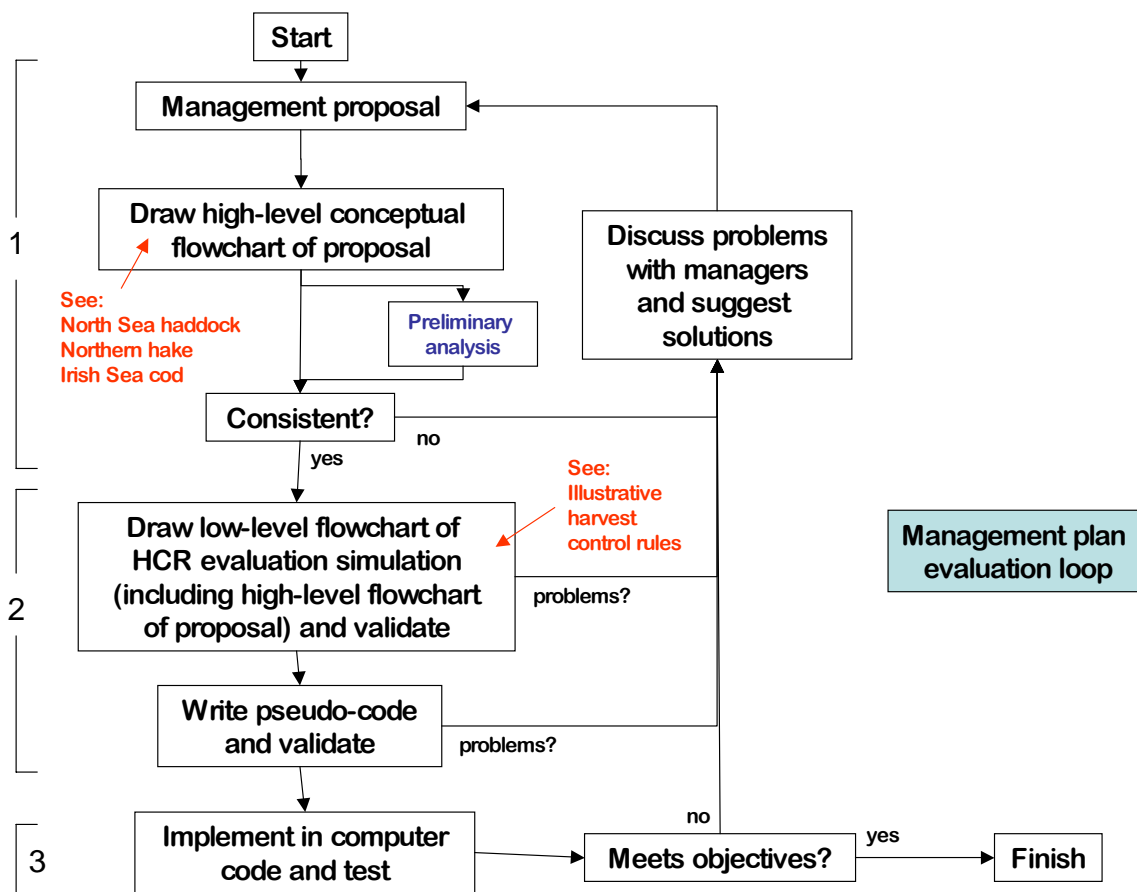 Start
1
Management proposal
Draw high-level conceptual
flowchart of proposal
See:
North Sea haddock
Northern hake
Irish Sea cod
Preliminary
analysis
Discuss problems
with managers
and suggest
solutions
Consistent?
no
yes
2
See:
Illustrative
harvest
control rules
Draw low-level flowchart of
HCR evaluation simulation
(including high-level flowchart
of proposal) and validate
problems?
Management plan
evaluation loop
Write pseudo-code
and validate
problems?
3
Implement in computer
code and test
no
Meets objectives?
yes
Finish